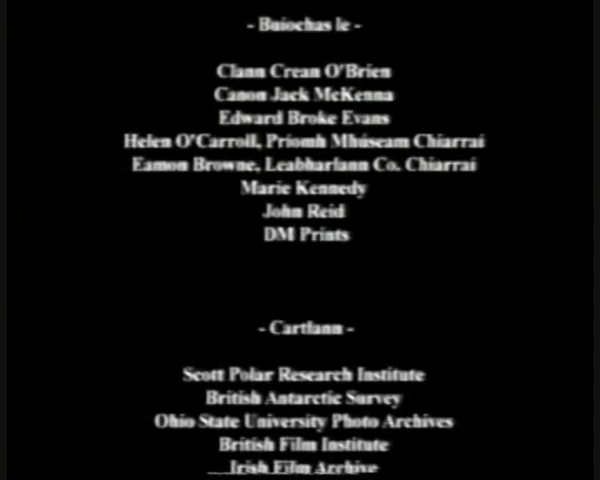 - Buíochas le -
Clann Crean O'Brien
Canon Jack McKenna
Edward Broke Evans
Helen O'Carroll, Príomh Mhúseam Chiarraí
Eamon Browne, Leabharlann Co. Chiarraí
Marie Kennedy
John Reid
DM Prints
- Cartlann -
Scott Polar Research Institute
British Antarctic Survey
Ohio State University Photo Archives
British Film Institute
Irish Film Archive